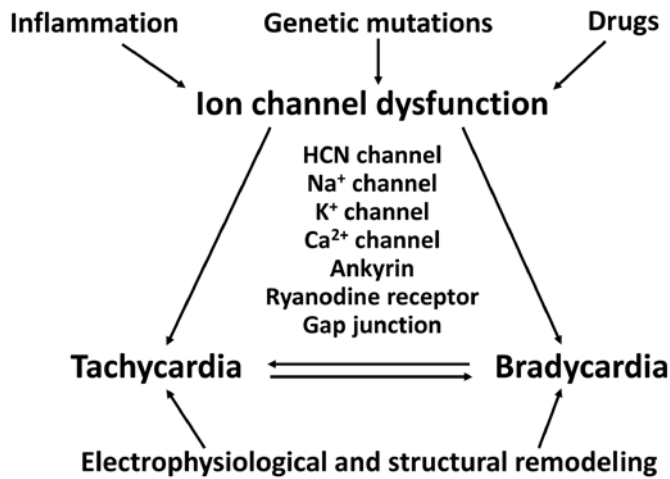 Inflammation Genetic mutations Drugs
Ion channel dysfunction
HCN channel
Na⁺ channel
K⁺ channel
Ca²⁺ channel
Ankyrin
Ryanodine receptor
Gap junction
Tachycardia Bradycardia
Electrophysiological and structural remodeling